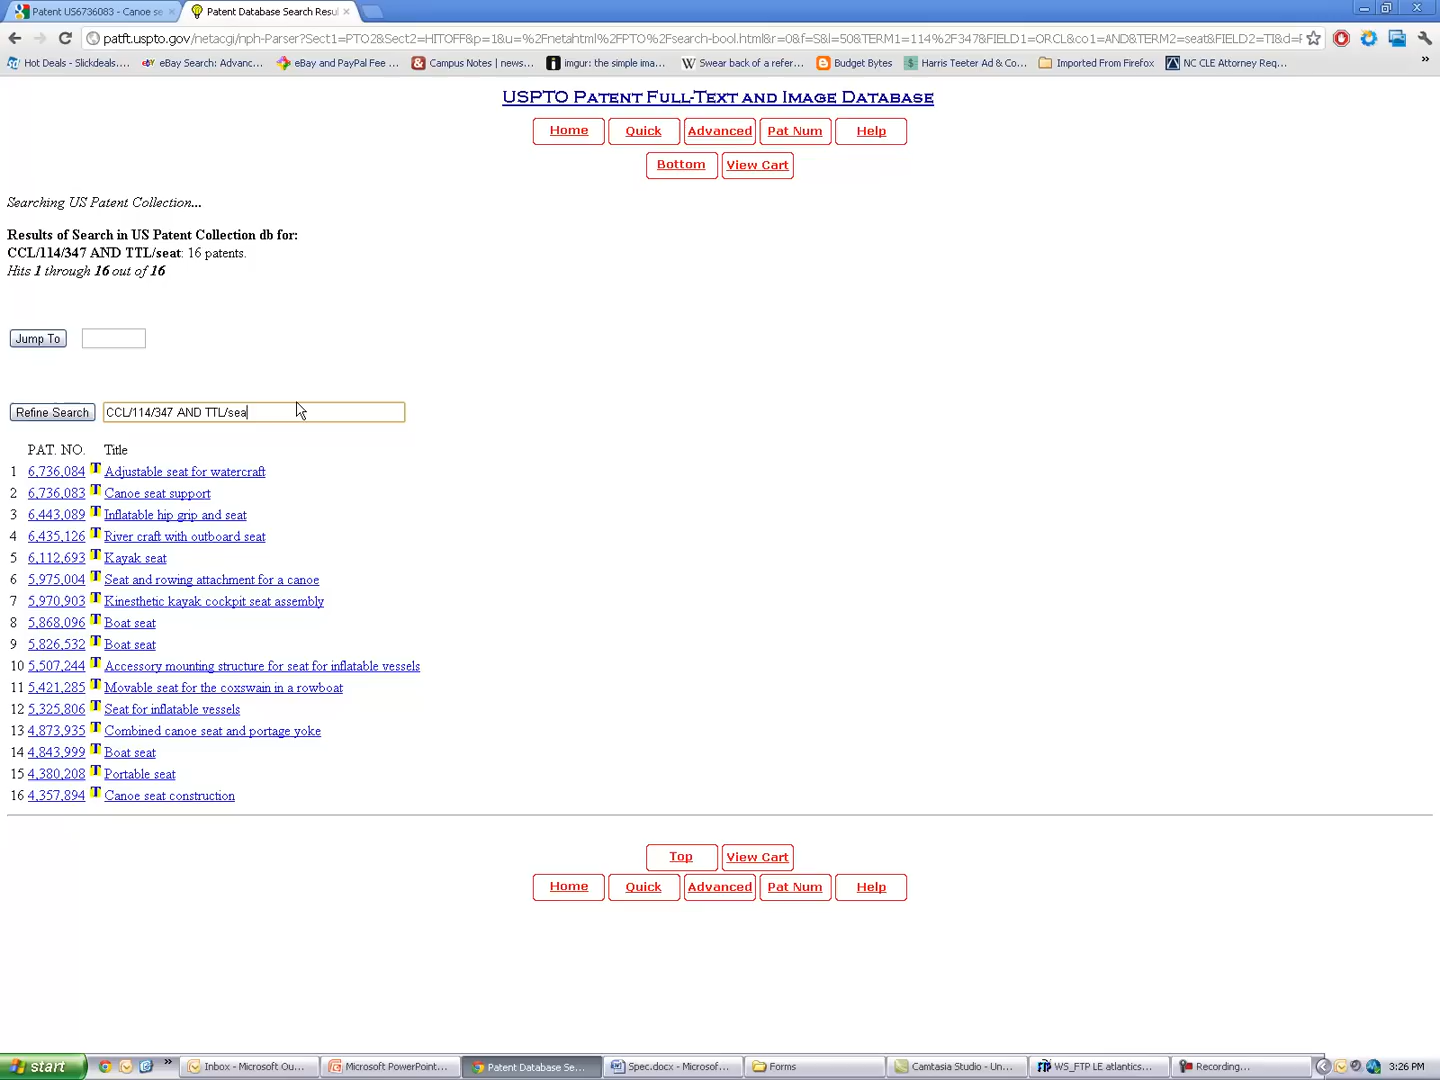 Patent US6736083 - Canoe se
Patent Database Search Resul
patft.uspto.gov/netacgi/nph-Parser?Sect1=PTO2&Sect2=HITOFF&p=1&u=%2Fnetahtml%2FPTO%2Fsearch-bool.html&r=0&f=S&l=50&TERM1=114%2F347&FIELD1=ORCL&co1=AND&TERM2=seat&FIELD2=TI&d=F
Hot Deals - Slickdeals....
eBay Search: Advanc...
eBay and PayPal Fee ...
Campus Notes | news...
imgur: the simple ima...
Swear back of a refer...
Budget Bytes
Harris Teeter Ad & Co...
Imported From Firefox
NC CLE Attorney Req...
»
USPTO Patent Full-Text and Image Database
Home Quick Advanced Pat Num Help
Bottom View Cart
Searching US Patent Collection...
Results of Search in US Patent Collection db for:
CCL/114/347 AND TTL/seat: 16 patents.
Hits 1 through 16 out of 16
Jump To
Refine Search CCL/114/347 AND TTL/sea
PAT. NO. Title
1 6,736,084 T Adjustable seat for watercraft
2 6,736,083 T Canoe seat support
3 6,443,089 T Inflatable hip grip and seat
4 6,435,126 T River craft with outboard seat
5 6,112,693 T Kayak seat
6 5,975,004 T Seat and rowing attachment for a canoe
7 5,970,903 T Kinesthetic kayak cockpit seat assembly
8 5,868,096 T Boat seat
9 5,826,532 T Boat seat
10 5,507,244 T Accessory mounting structure for seat for inflatable vessels
11 5,421,285 T Movable seat for the coxswain in a rowboat
12 5,325,806 T Seat for inflatable vessels
13 4,873,935 T Combined canoe seat and portage yoke
14 4,843,999 T Boat seat
15 4,380,208 T Portable seat
16 4,357,894 T Canoe seat construction
Top View Cart
Home Quick Advanced Pat Num Help
start
»
Inbox - Microsoft Ou...
Microsoft PowerPoint...
Patent Database Se...
Spec.docx - Microsof...
Forms
Camtasia Studio - Un...
WS_FTP LE atlantics...
Recording...
3:26 PM